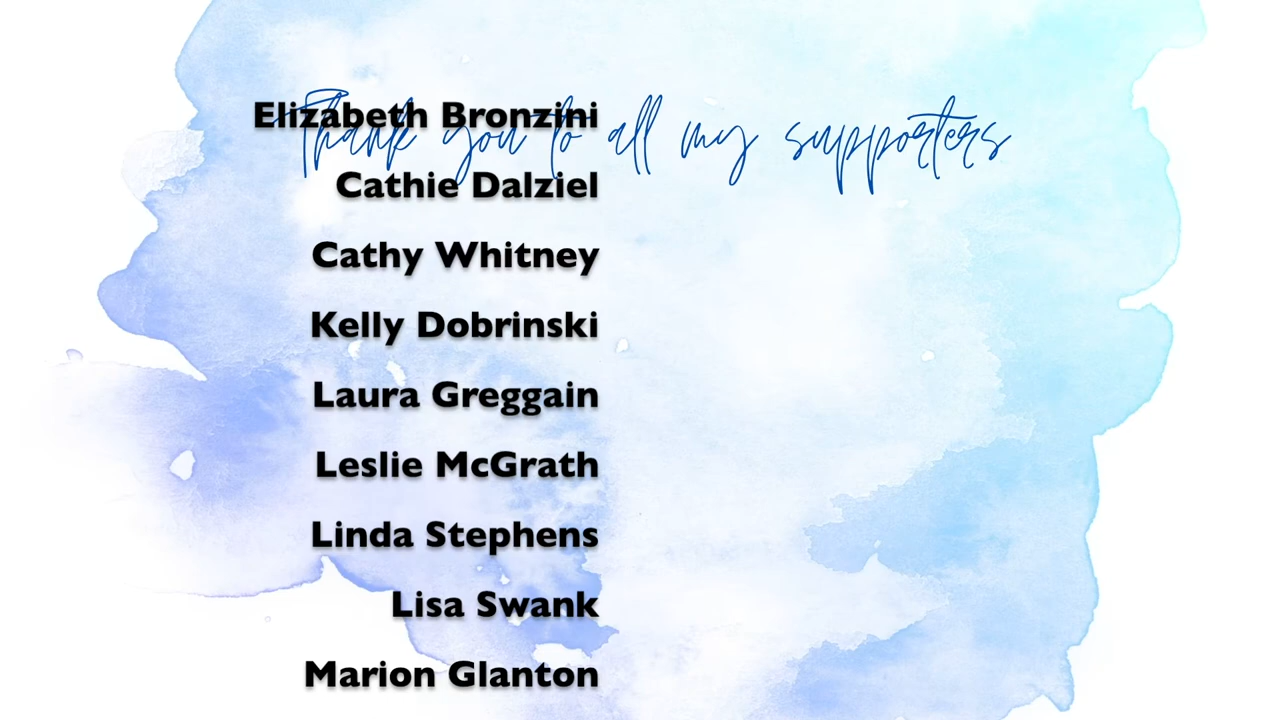 Thank you to all my supporters
Elizabeth Bronzini
Cathie Dalziel
Cathy Whitney
Kelly Dobrinski
Laura Greggain
Leslie McGrath
Linda Stephens
Lisa Swank
Marion Glanton